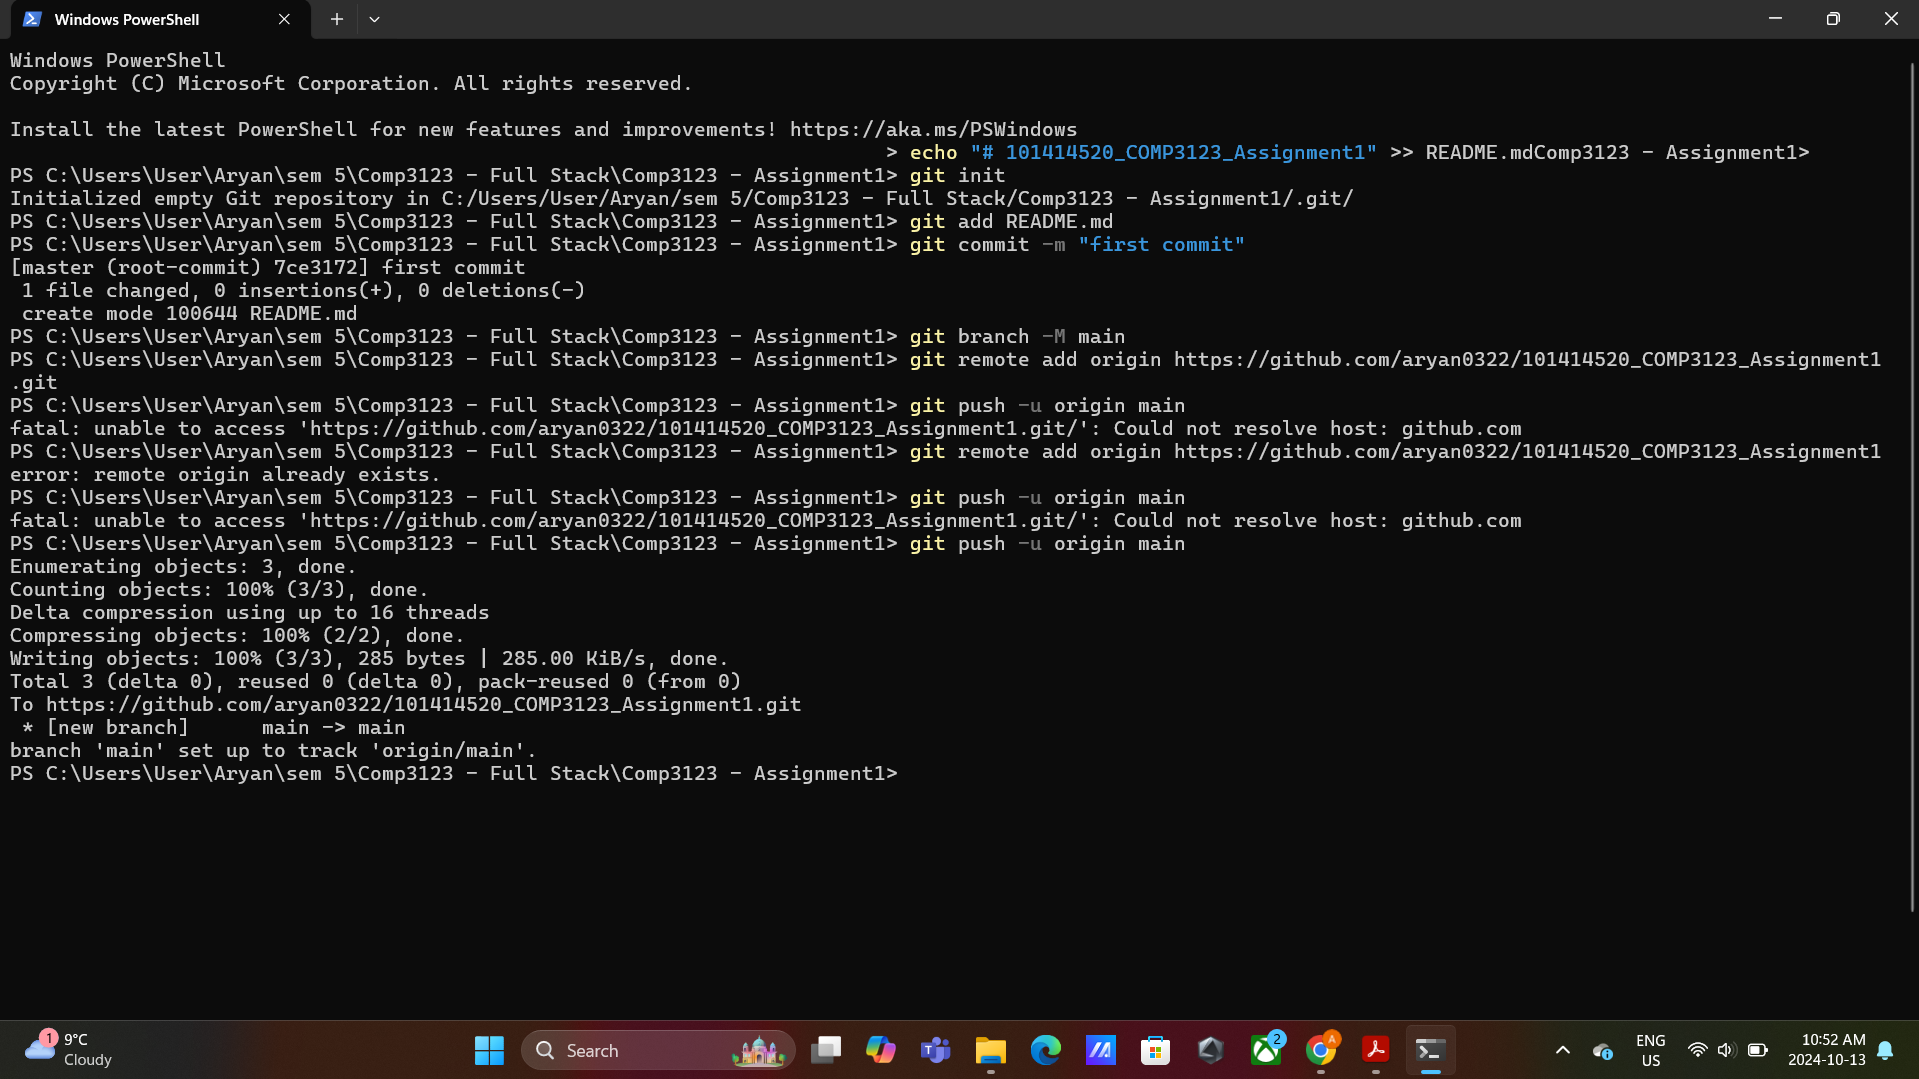 Windows PowerShell
Windows PowerShell
Copyright (C) Microsoft Corporation. All rights reserved.
Install the latest PowerShell for new features and improvements! https://aka.ms/PSWindows
> echo "# 101414520_COMP3123_Assignment1" >> README.mdComp3123 - Assignment1>
PS C:\Users\User\Aryan\sem 5\Comp3123 - Full Stack\Comp3123 - Assignment1> git init
Initialized empty Git repository in C:/Users/User/Aryan/sem 5/Comp3123 - Full Stack/Comp3123 - Assignment1/.git/
PS C:\Users\User\Aryan\sem 5\Comp3123 - Full Stack\Comp3123 - Assignment1> git add README.md
PS C:\Users\User\Aryan\sem 5\Comp3123 - Full Stack\Comp3123 - Assignment1> git commit -m "first commit"
[master (root-commit) 7ce3172] first commit
 1 file changed, 0 insertions(+), 0 deletions(-)
 create mode 100644 README.md
PS C:\Users\User\Aryan\sem 5\Comp3123 - Full Stack\Comp3123 - Assignment1> git branch -M main
PS C:\Users\User\Aryan\sem 5\Comp3123 - Full Stack\Comp3123 - Assignment1> git remote add origin https://github.com/aryan0322/101414520_COMP3123_Assignment1
.git
PS C:\Users\User\Aryan\sem 5\Comp3123 - Full Stack\Comp3123 - Assignment1> git push -u origin main
fatal: unable to access 'https://github.com/aryan0322/101414520_COMP3123_Assignment1.git/': Could not resolve host: github.com
PS C:\Users\User\Aryan\sem 5\Comp3123 - Full Stack\Comp3123 - Assignment1> git remote add origin https://github.com/aryan0322/101414520_COMP3123_Assignment1
error: remote origin already exists.
PS C:\Users\User\Aryan\sem 5\Comp3123 - Full Stack\Comp3123 - Assignment1> git push -u origin main
fatal: unable to access 'https://github.com/aryan0322/101414520_COMP3123_Assignment1.git/': Could not resolve host: github.com
PS C:\Users\User\Aryan\sem 5\Comp3123 - Full Stack\Comp3123 - Assignment1> git push -u origin main
Enumerating objects: 3, done.
Counting objects: 100% (3/3), done.
Delta compression using up to 16 threads
Compressing objects: 100% (2/2), done.
Writing objects: 100% (3/3), 285 bytes | 285.00 KiB/s, done.
Total 3 (delta 0), reused 0 (delta 0), pack-reused 0 (from 0)
To https://github.com/aryan0322/101414520_COMP3123_Assignment1.git
 * [new branch]      main -> main
branch 'main' set up to track 'origin/main'.
PS C:\Users\User\Aryan\sem 5\Comp3123 - Full Stack\Comp3123 - Assignment1>
1
9°C
Cloudy
Search
T
2
A
ENG
US
10:52 AM
2024-10-13